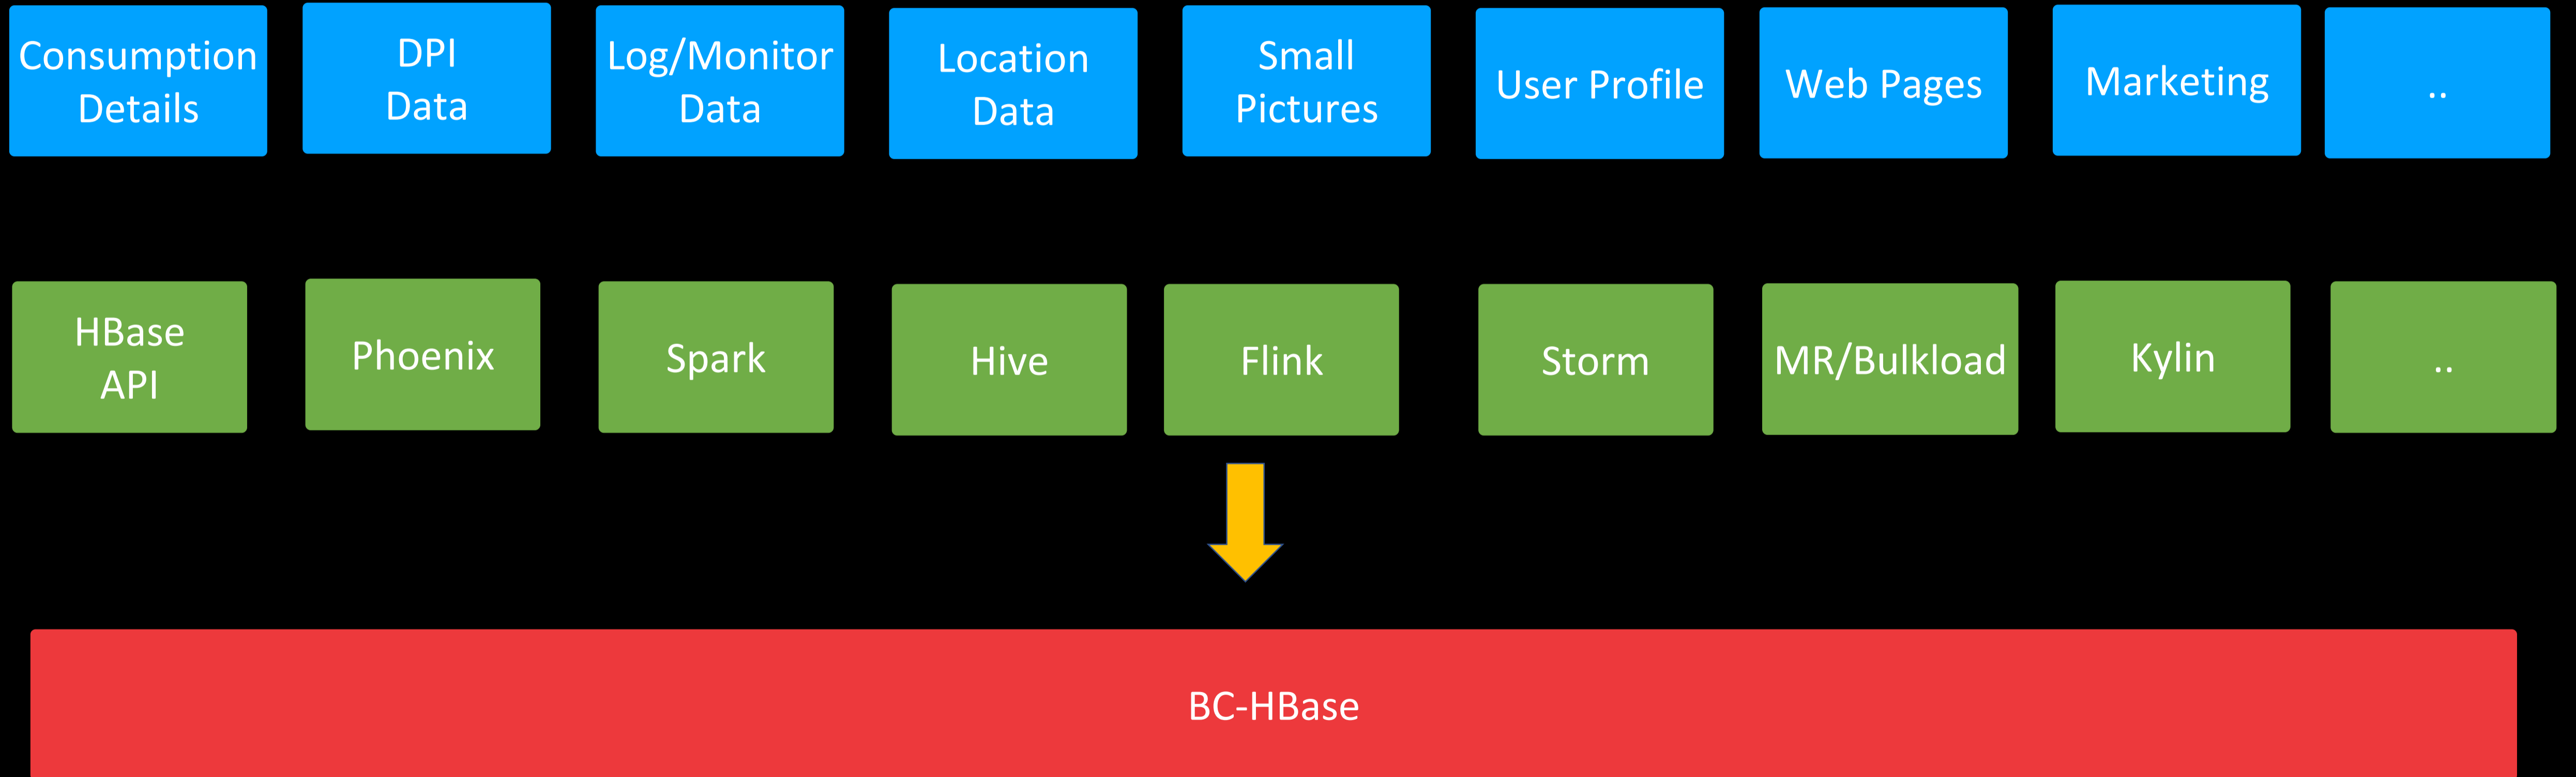 Consumption
Details
DPI
Data
Log/Monitor
Data
Location
Data
Small
Pictures
User Profile
Web Pages
Marketing
..
HBase
API
Phoenix
Spark
Hive
Flink
Storm
MR/Bulkload
Kylin
..
BC-HBase